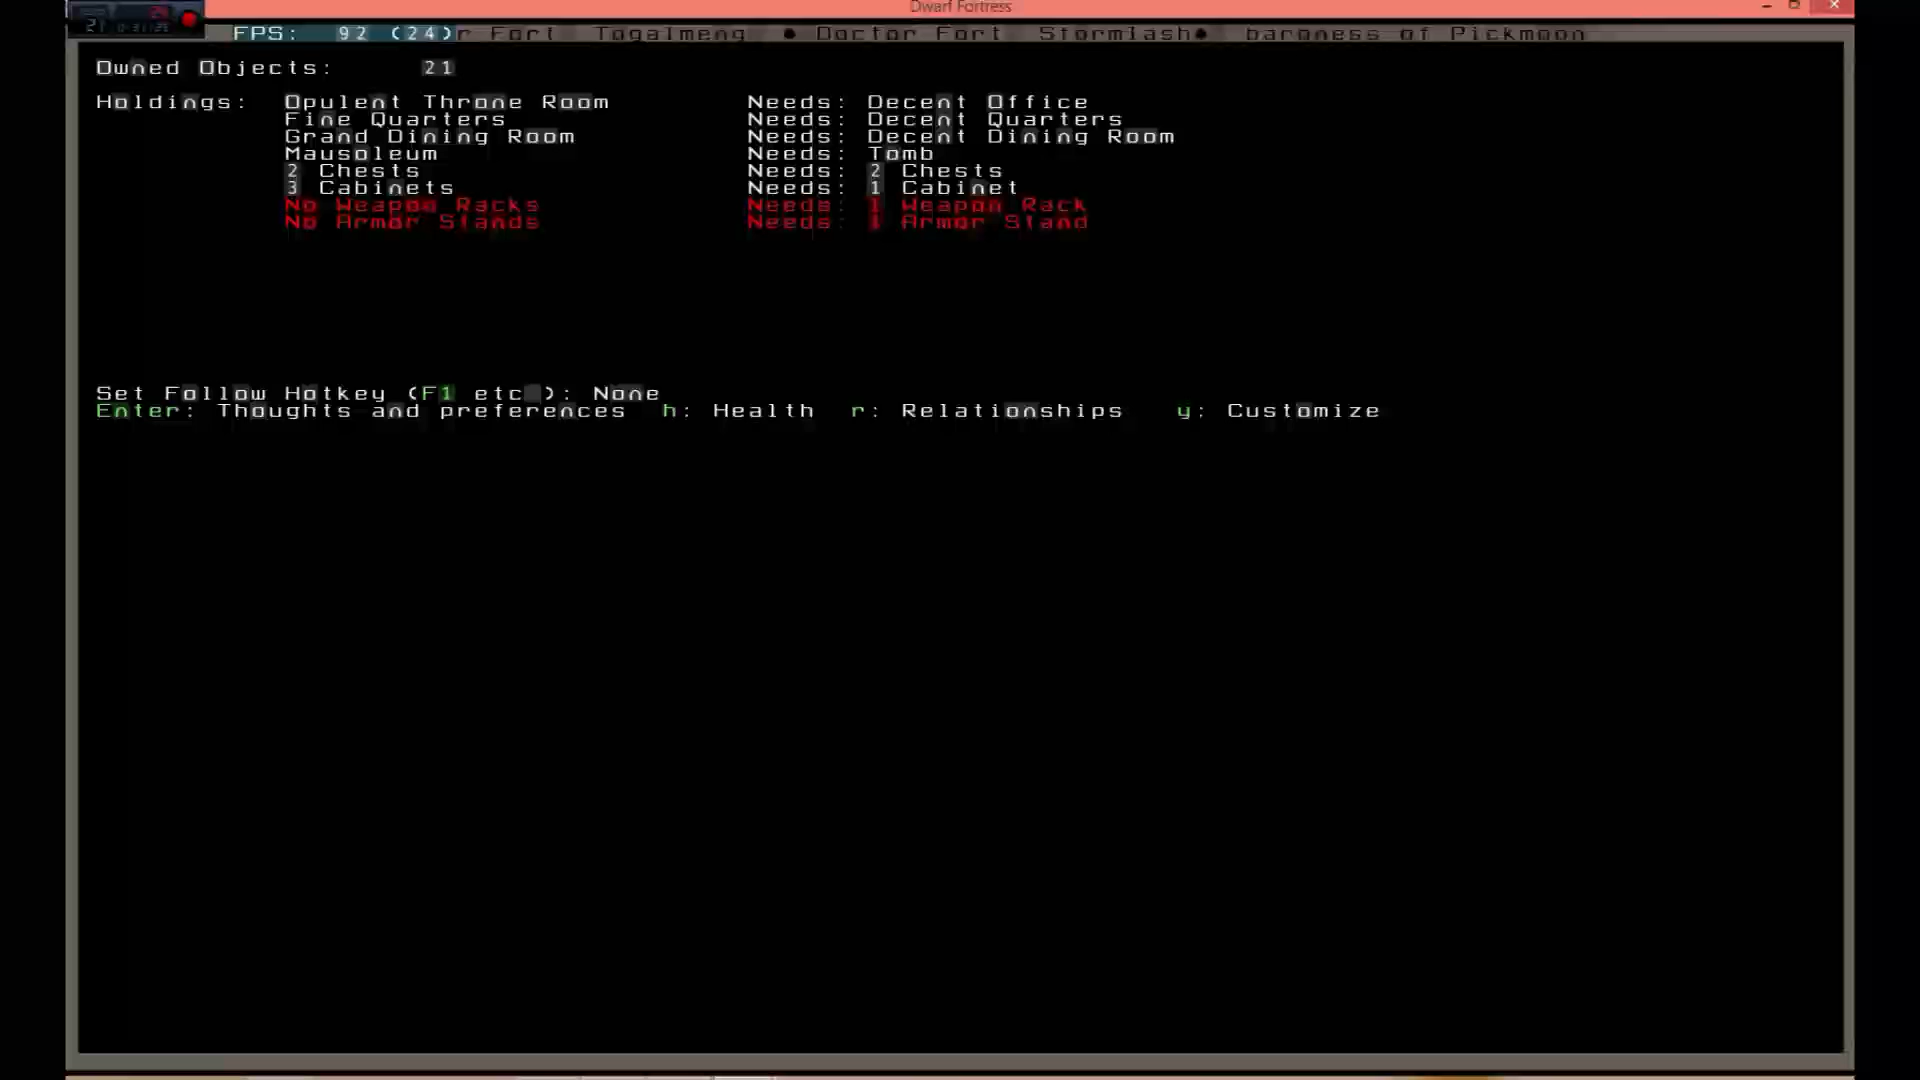 Dwarf Fortress
FPS: 92 (24)r Fort Togalmeng ● Doctor Fort Stormlash● baroness of Pickmoon
Owned Objects: 21
Holdings: Opulent Throne Room Needs: Decent Office
Fine Quarters Needs: Decent Quarters
Grand Dining Room Needs: Decent Dining Room
Mausoleum Needs: Tomb
2 Chests Needs: 2 Chests
3 Cabinets Needs: 1 Cabinet
No Weapon Racks Needs: 1 Weapon Rack
No Armor Stands Needs: 1 Armor Stand
Set Follow Hotkey (F1 etc ): None
Enter: Thoughts and preferences h: Health r: Relationships y: Customize